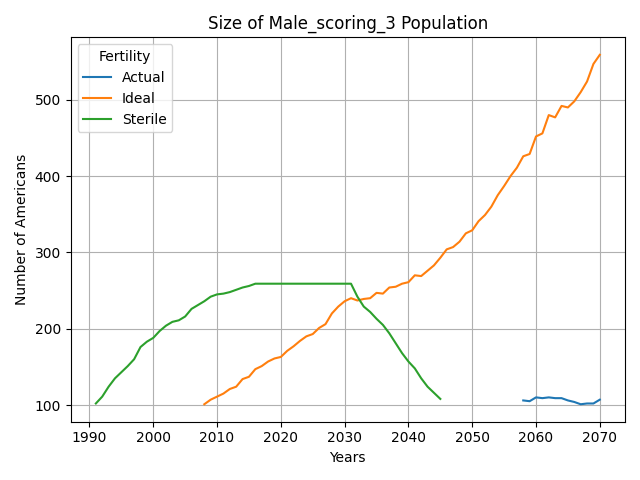 Size of Male_scoring_3 Population
Fertility
Actual
Ideal
Sterile
Number of Americans
500
400
300
200
100
1990 2000 2010 2020 2030 2040 2050 2060 2070
Years